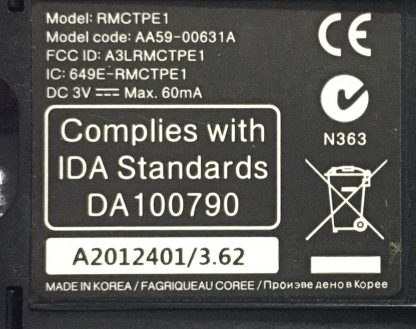 Model: RMCTPE1
Model code: AA59-00631A
FCC ID: A3LRMCTPE1
IC: 649E-RMCTPE1
DC 3V ⎓ Max. 60mA
CE
N363
Complies with
IDA Standards
DA100790
A2012401/3.62
MADE IN KOREA / FAGRIQUEAU COREE / Произве дено в Корее